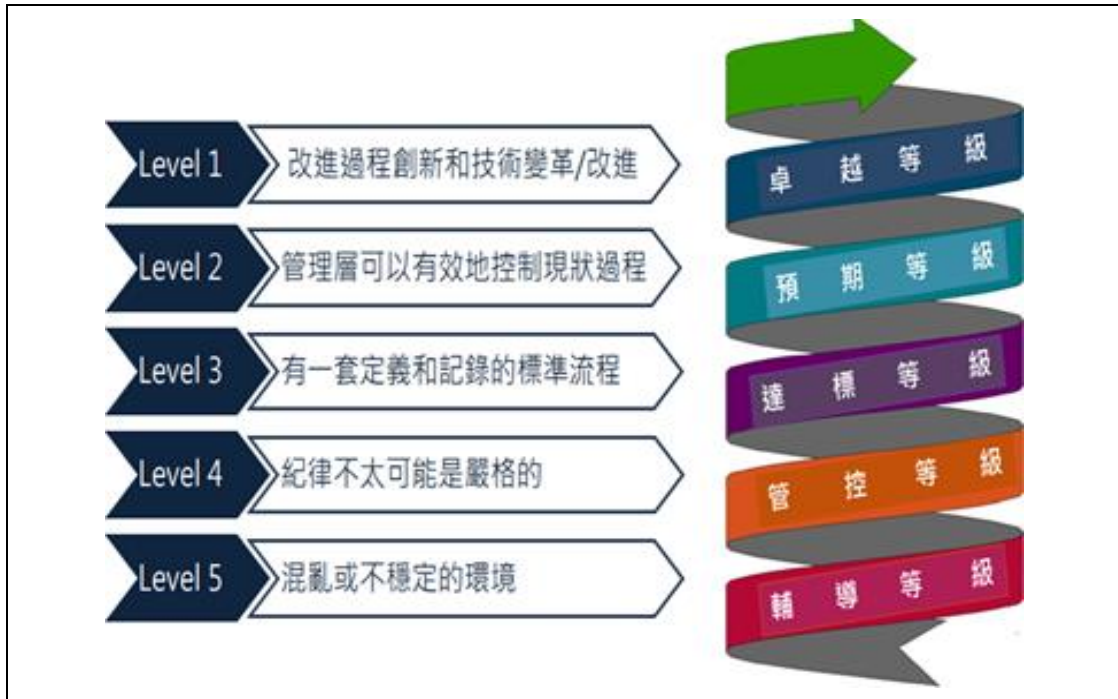 Level 1
改進過程創新和技術變革/改進
卓越等級
Level 2
管理層可以有效地控制現狀過程
預期等級
Level 3
有一套定義和記錄的標準流程
達標等級
Level 4
紀律不太可能是嚴格的
管控等級
Level 5
混亂或不穩定的環境
輔導等級